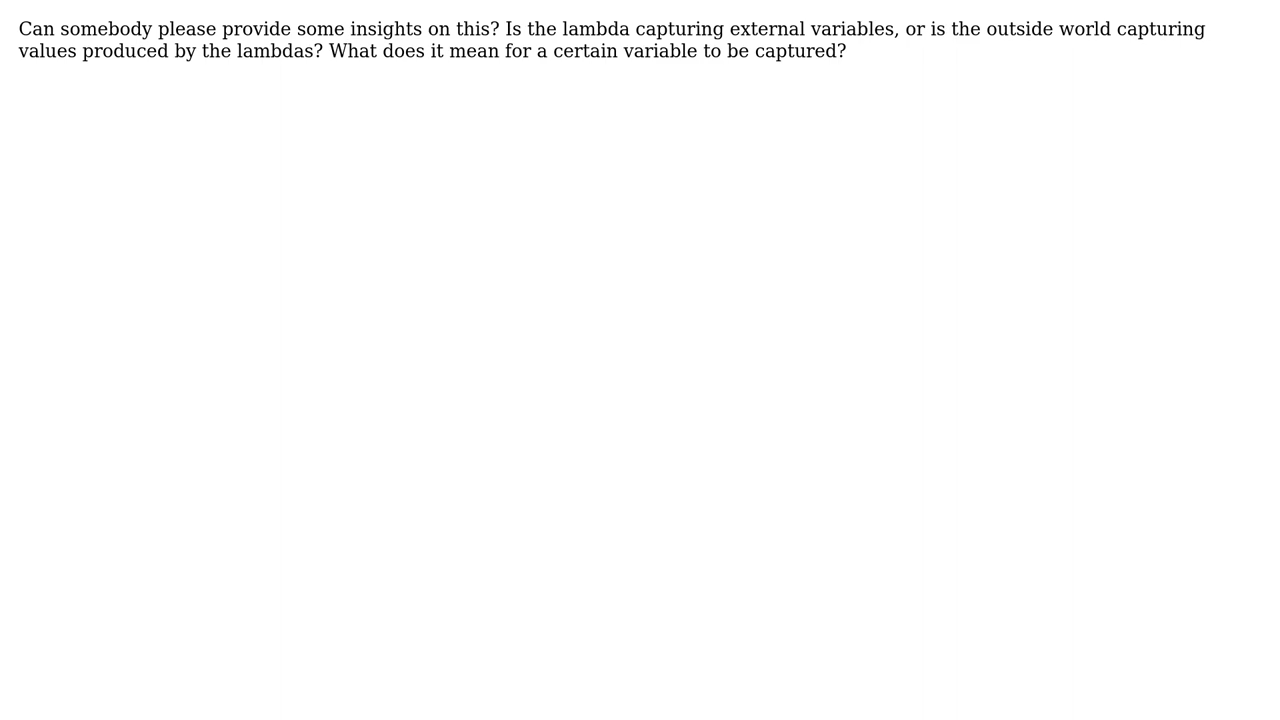 Can somebody please provide some insights on this? Is the lambda capturing external variables, or is the outside world capturing
values produced by the lambdas? What does it mean for a certain variable to be captured?